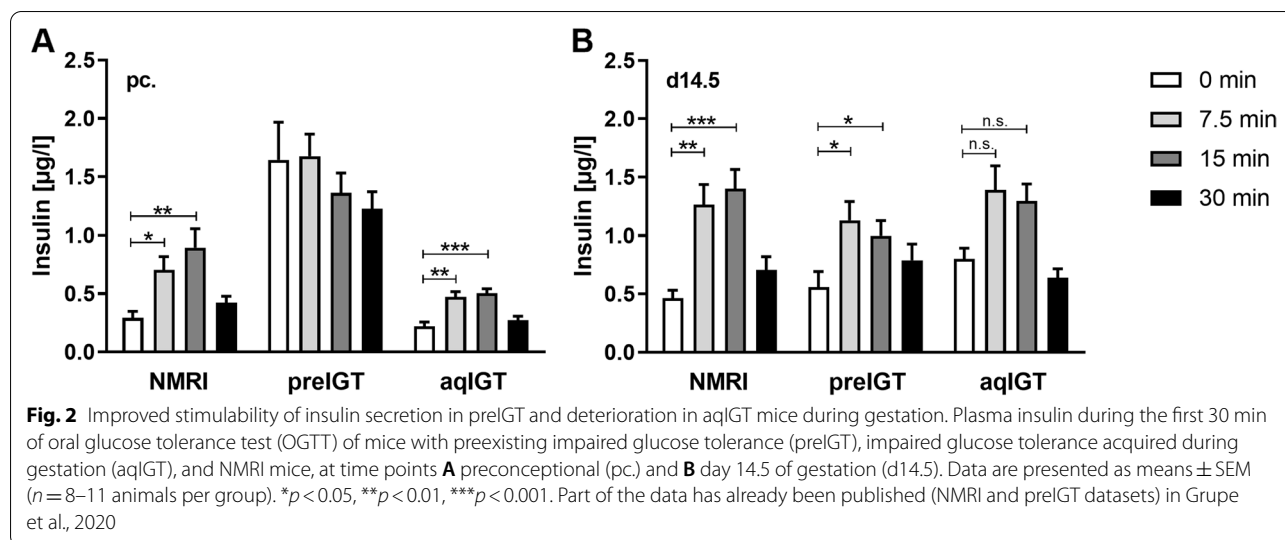 A
B
pc.
d14.5
Insulin [µg/l]
2.5
2.0
1.5
1.0
0.5
0.0
**
*
***
**
NMRI
preIGT
aqIGT
Insulin [µg/l]
2.5
2.0
1.5
1.0
0.5
0.0
***
**
*
*
n.s.
n.s.
NMRI
preIGT
aqIGT
0 min
7.5 min
15 min
30 min
Fig. 2 Improved stimulability of insulin secretion in preIGT and deterioration in aqIGT mice during gestation. Plasma insulin during the first 30 min
of oral glucose tolerance test (OGTT) of mice with preexisting impaired glucose tolerance (preIGT), impaired glucose tolerance acquired during
gestation (aqIGT), and NMRI mice, at time points A preconceptional (pc.) and B day 14.5 of gestation (d14.5). Data are presented as means ± SEM
(n = 8–11 animals per group). *p < 0.05, **p < 0.01, ***p < 0.001. Part of the data has already been published (NMRI and preIGT datasets) in Grupe
et al., 2020